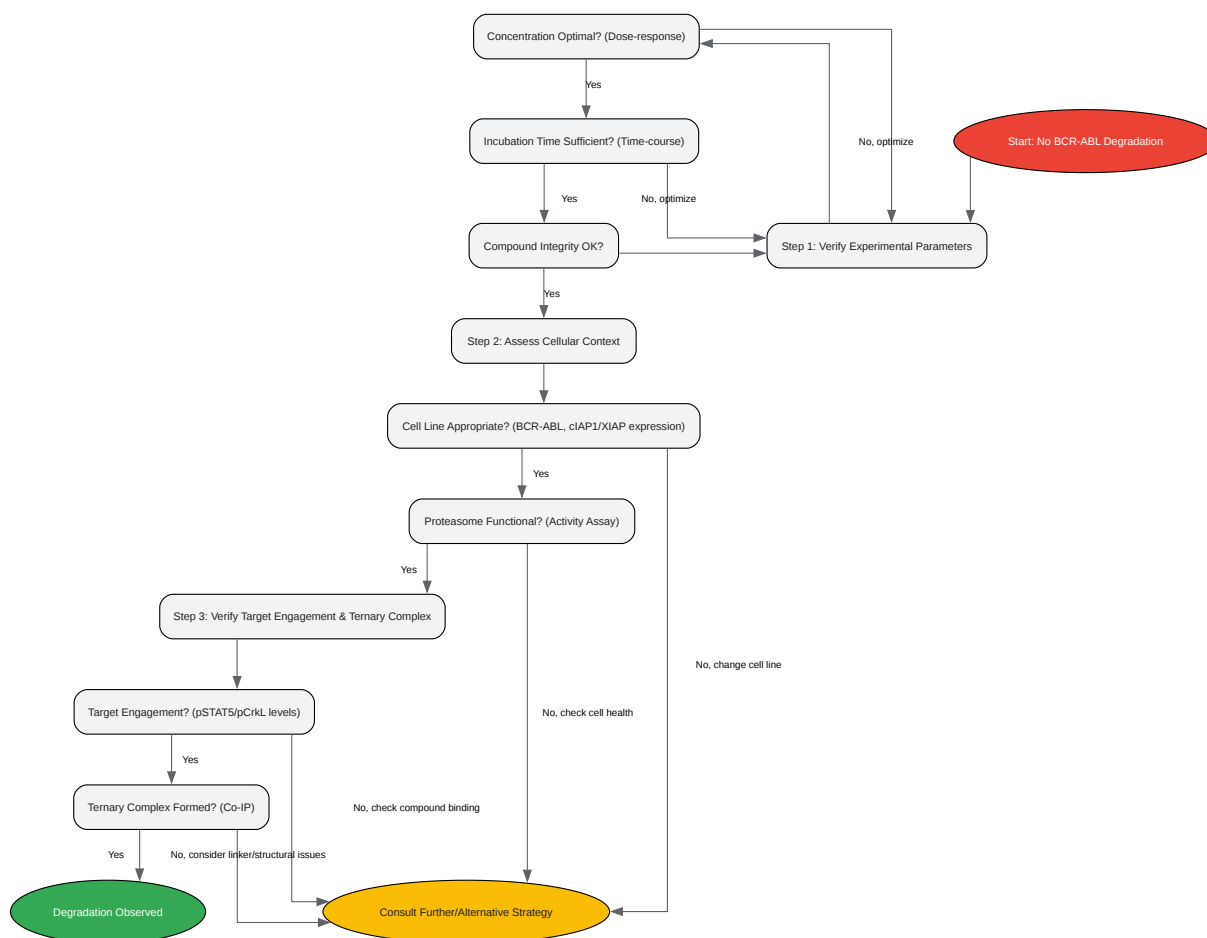 Concentration Optimal? (Dose-response)
Yes
No, optimize
Start: No BCR-ABL Degradation
Incubation Time Sufficient? (Time-course)
Yes
No, optimize
Compound Integrity OK?
Step 1: Verify Experimental Parameters
Yes
Step 2: Assess Cellular Context
Cell Line Appropriate? (BCR-ABL, cIAP1/XIAP expression)
Yes
Proteasome Functional? (Activity Assay)
Yes
Step 3: Verify Target Engagement & Ternary Complex
No, change cell line
Target Engagement? (pSTAT5/pCrkL levels)
No, check cell health
Yes
Ternary Complex Formed? (Co-IP)
No, check compound binding
Yes
No, consider linker/structural issues
Degradation Observed
Consult Further/Alternative Strategy